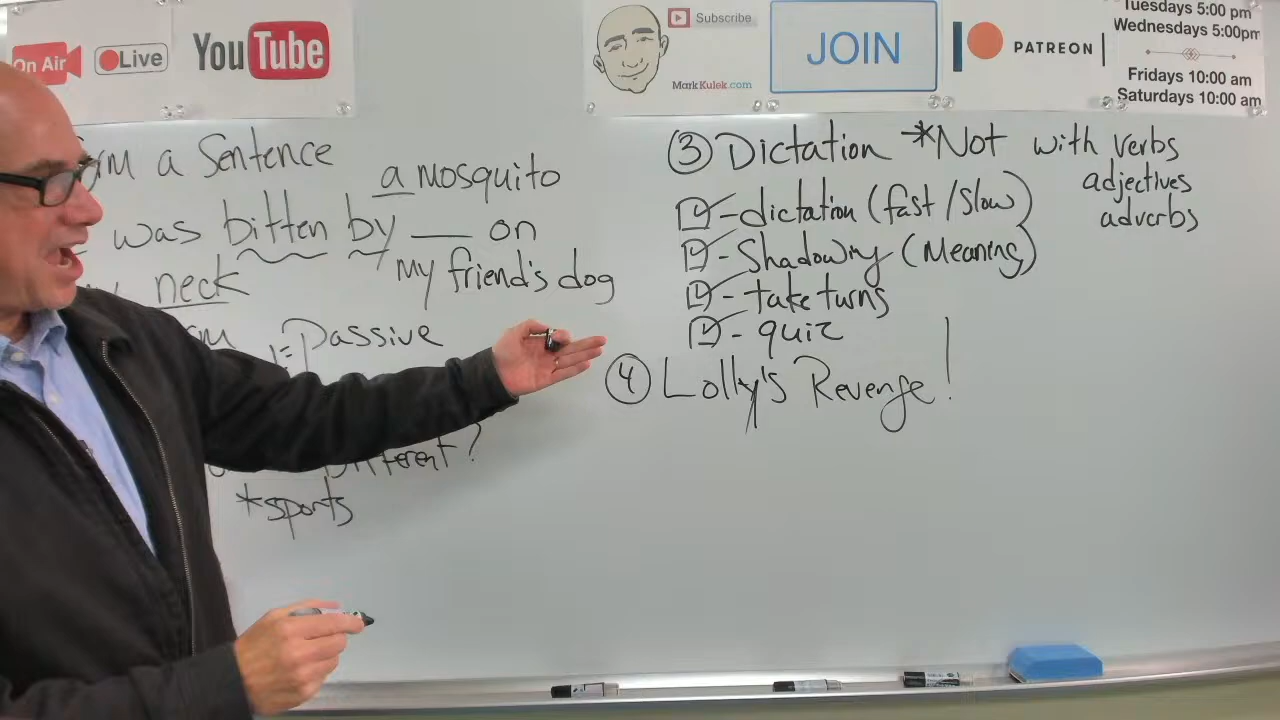 On Air
Live
YouTube
Subscribe
MarkKulek.com
JOIN
PATREON
Tuesdays 5:00 pm
Wednesdays 5:00pm
Fridays 10:00 am
Saturdays 10:00 am
a Sentence
a mosquito
was bitten by ___ on
my friend's dog
neck
= Passive
*sports
③ Dictation *Not with verbs
adjectives
adverbs
- dictation (fast/slow)
- Shadowing (Meaning)
- take turns
- quiz
④ Lolly's Revenge!